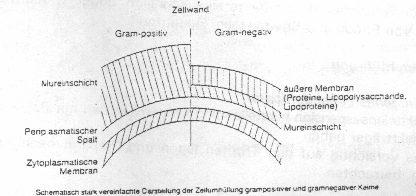 Zellwand
Gram-positiv
Gram-negativ
Mureinschicht
äußere Membran
(Proteine, Lipopolysaccharide,
Lipoproteine)
Mureinschicht
Periplasmatischer
Spalt
Zytoplasmatische
Membran
Schematisch stark vereinfachte Darstellung der Zellumhüllung grampositiver und gramnegativer Keime